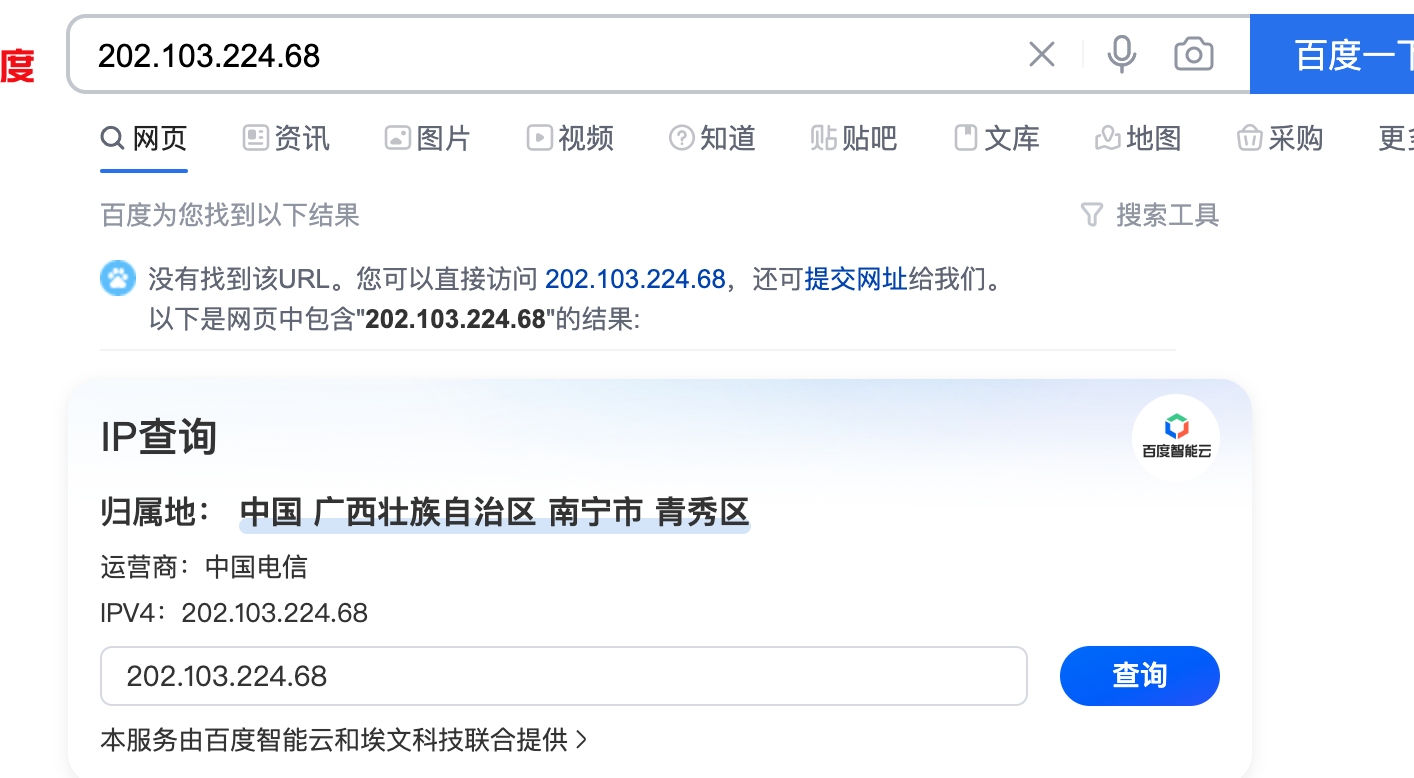 度
202.103.224.68
百度一下
网页 资讯 图片 视频 知道 贴贴吧 文库 地图 采购
百度为您找到以下结果 搜索工具
没有找到该URL。您可以直接访问 202.103.224.68，还可提交网址给我们。
以下是网页中包含"202.103.224.68"的结果:
IP查询
百度智能云
归属地： 中国 广西壮族自治区 南宁市 青秀区
运营商：中国电信
IPV4：202.103.224.68
202.103.224.68 查询
本服务由百度智能云和埃文科技联合提供